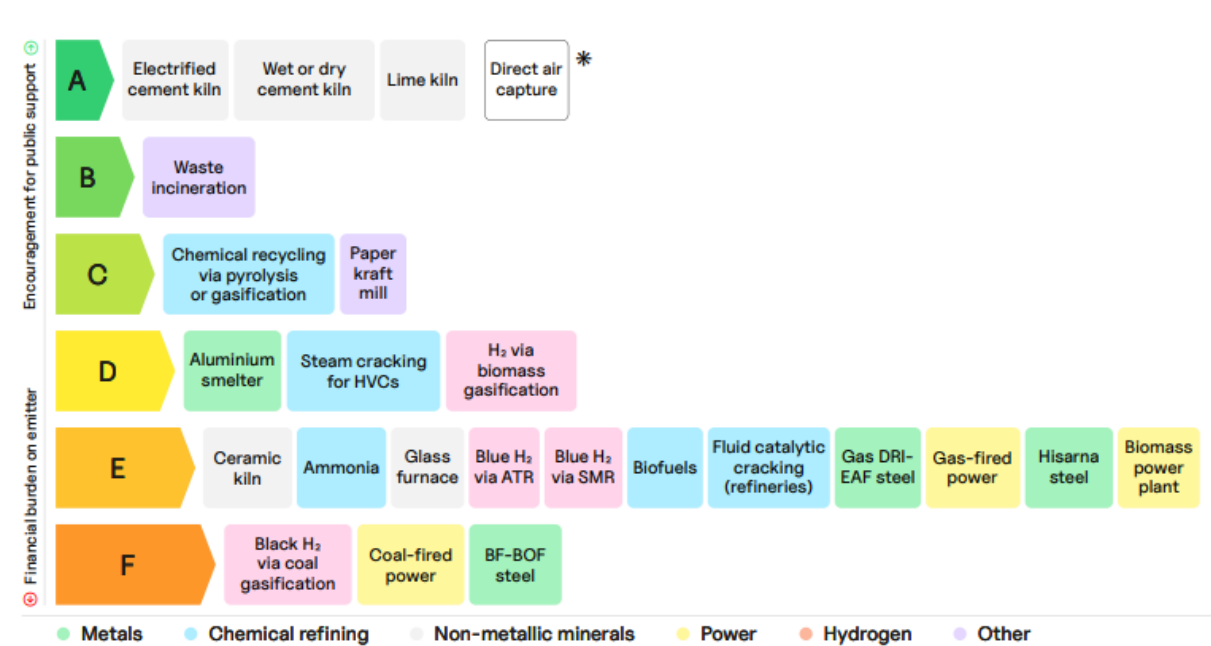 Encouragement for public support
Financial burden on emitter
A
Electrified
cement kiln
Wet or dry
cement kiln
Lime kiln
Direct air
capture
*
B
Waste
incineration
C
Chemical recycling
via pyrolysis
or gasification
Paper
kraft
mill
D
Aluminium
smelter
Steam cracking
for HVCs
H₂ via
biomass
gasification
E
Ceramic
kiln
Ammonia
Glass
furnace
Blue H₂
via ATR
Blue H₂
via SMR
Biofuels
Fluid catalytic
cracking
(refineries)
Gas DRI-
EAF steel
Gas-fired
power
Hisarna
steel
Biomass
power
plant
F
Black H₂
via coal
gasification
Coal-fired
power
BF-BOF
steel
Metals
Chemical refining
Non-metallic minerals
Power
Hydrogen
Other